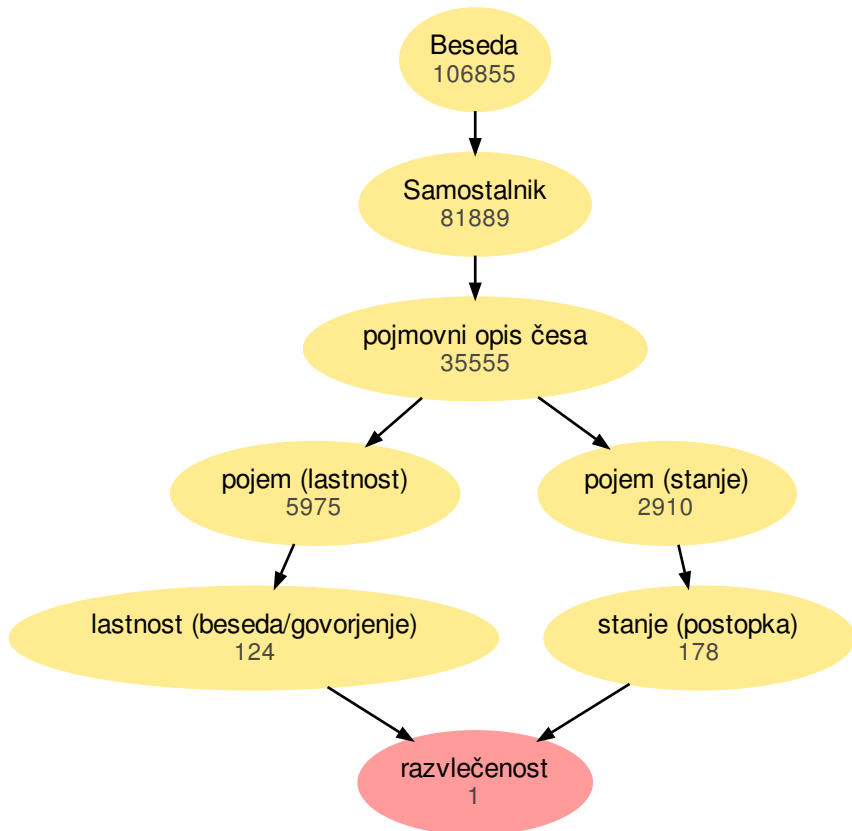 Beseda
106855
Samostalnik
81889
pojmovni opis česa
35555
pojem (lastnost)
5975
pojem (stanje)
2910
lastnost (beseda/govorjenje)
124
stanje (postopka)
178
razvlečenost
1